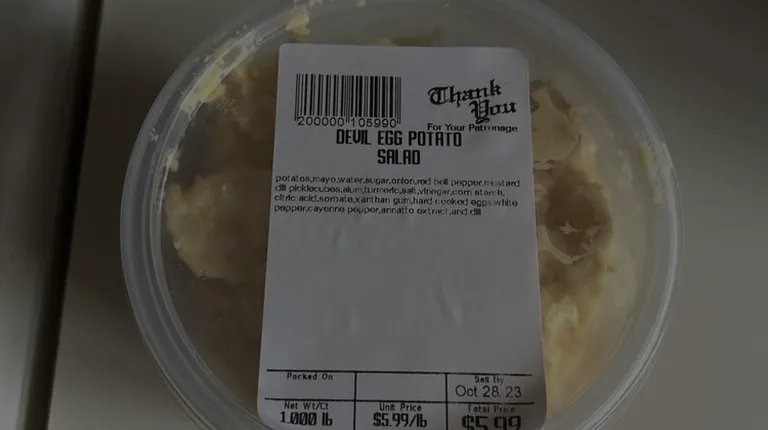 Thank
You
200000 105990
For Your Patronage
DEVIL EGG POTATO
SALAD
potatos,mayo,water,sugar,onion,red bell pepper,mustard
dill picklecubes,alum,turmeric,salt,vinegar,corn starch,
citric acid,sorbate,xanthan gum,hard cooked eggs,white
pepper,cayenne pepper,annatto extrict,and dill
Packed On
Sell By
Oct 28, 23
Net Wt/Ct
Unit Price
Total Price
1.000 lb
$5.99/lb
$5.99